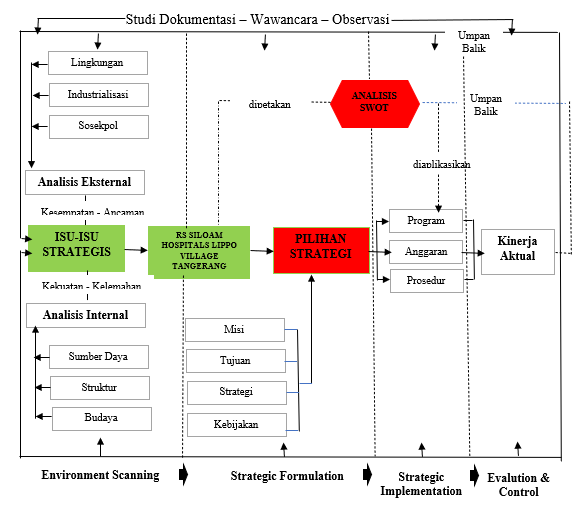 Studi Dokumentasi – Wawancara – Observasi
Umpan
Balik
Lingkungan
Industrialisasi
Sosekpol
dipetakan
ANALISIS
SWOT
Umpan
Balik
diaplikasikan
Analisis Eksternal
Kesempatan - Ancaman
ISU-ISU
STRATEGIS
RS SILOAM
HOSPITALS LIPPO
VILLAGE
TANGERANG
PILIHAN
STRATEGI
Program
Anggaran
Prosedur
Kinerja
Aktual
Kekuatan - Kelemahan
Analisis Internal
Sumber Daya
Struktur
Budaya
Misi
Tujuan
Strategi
Kebijakan
Environment Scanning
Strategic Formulation
Strategic
Implementation
Evalution &
Control